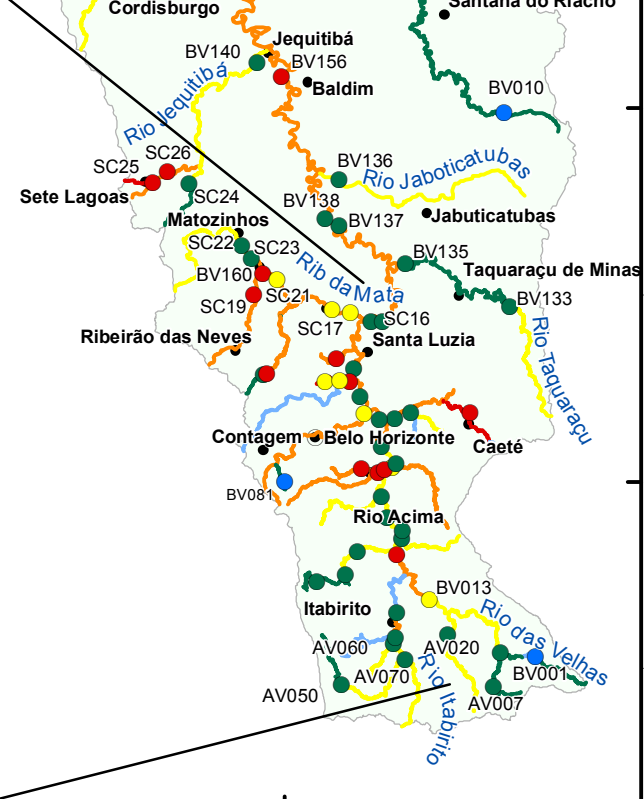 Santana do Riacho
Cordisburgo
Jequitibá
BV140
BV156
Baldim
BV010
Rio Jequitibá
SC26
SC25
BV136
Rio Jaboticatubas
Sete Lagoas
SC24
BV138
Matozinhos
BV137
Jabuticatubas
SC22
SC23
BV135
Rib da Mata
Taquaraçu de Minas
BV160
SC21
BV133
SC19
SC17
SC16
Rio Taquaraçu
Ribeirão das Neves
Santa Luzia
Contagem
Belo Horizonte
Caeté
BV081
Rio Acima
BV013
Itabirito
Rio das Velhas
AV060
AV020
BV001
AV070
Rio Itabirito
AV050
AV007